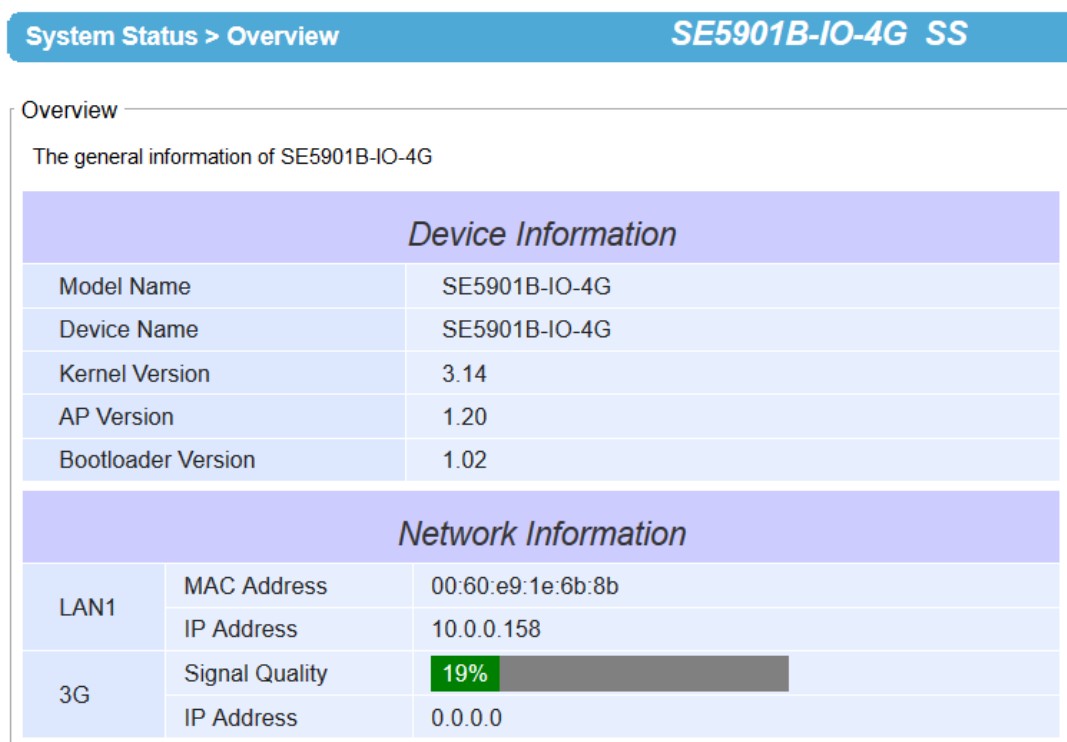 System Status > Overview SE5901B-IO-4G SS
Overview
The general information of SE5901B-IO-4G
Device Information
Model Name SE5901B-IO-4G
Device Name SE5901B-IO-4G
Kernel Version 3.14
AP Version 1.20
Bootloader Version 1.02
Network Information
LAN1
MAC Address 00:60:e9:1e:6b:8b
IP Address 10.0.0.158
3G
Signal Quality 19%
IP Address 0.0.0.0